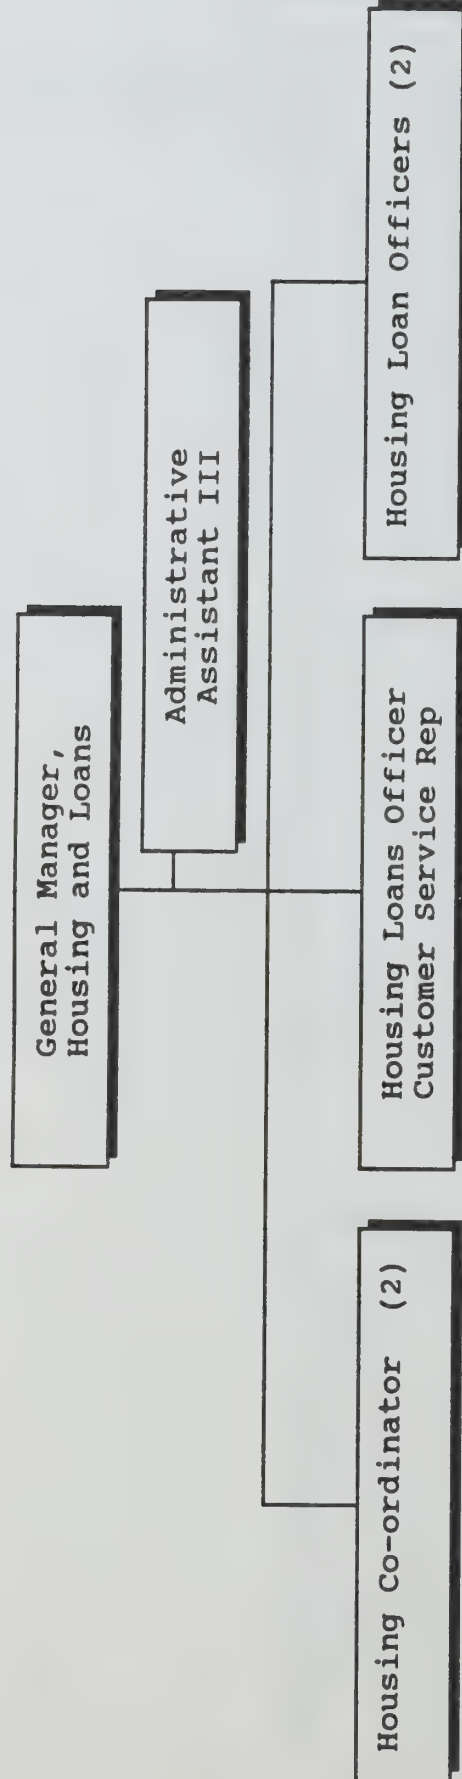 General Manager,
Housing and Loans
Administrative
Assistant III
Housing Co-ordinator (2)
Housing Loans Officer
Customer Service Rep
Housing Loan Officers (2)